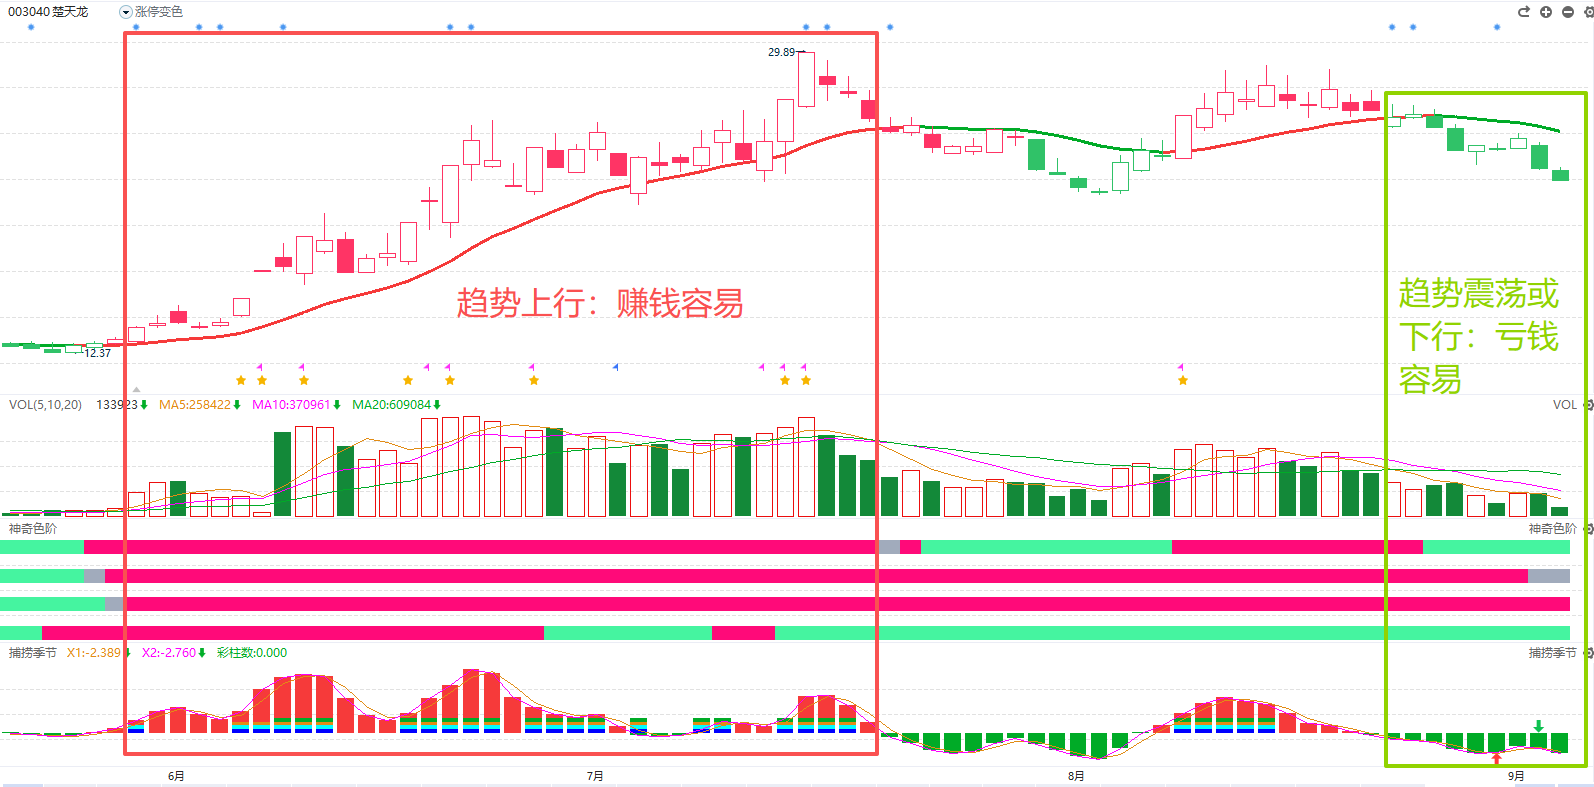 003040 楚天龙 涨停变色
29.89
12.37
趋势上行：赚钱容易
趋势震荡或
下行：亏钱
容易
VOL(5,10,20) 133923 MA5:258422 MA10:370961 MA20:609084 VOL
神奇色阶 神奇色阶
捕捞季节 X1:-2.389 X2:-2.760 彩柱数:0.000 捕捞季节
6月 7月 8月 9月